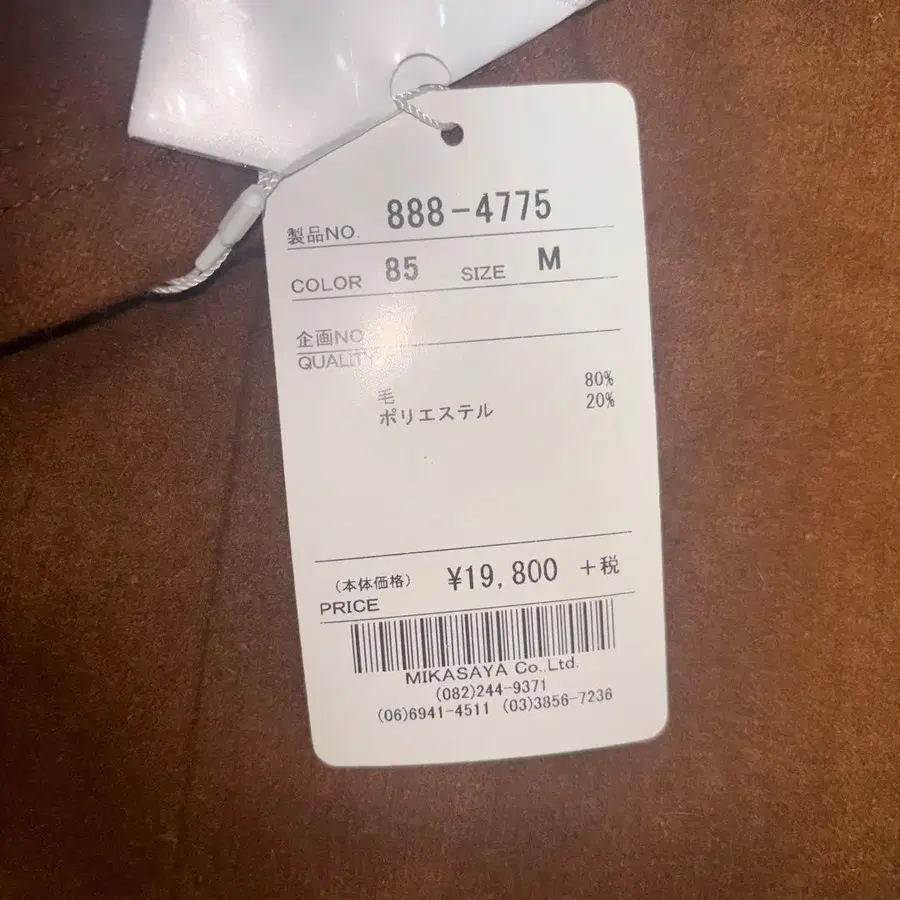 製品NO. 888-4775
COLOR 85 SIZE M
企画NO
QUALITY
毛 80%
ポリエステル 20%
(本体価格) ¥19,800 +税
PRICE
MIKASAYA Co.,Ltd.
(082)244-9371
(06)6941-4511 (03)3856-7236